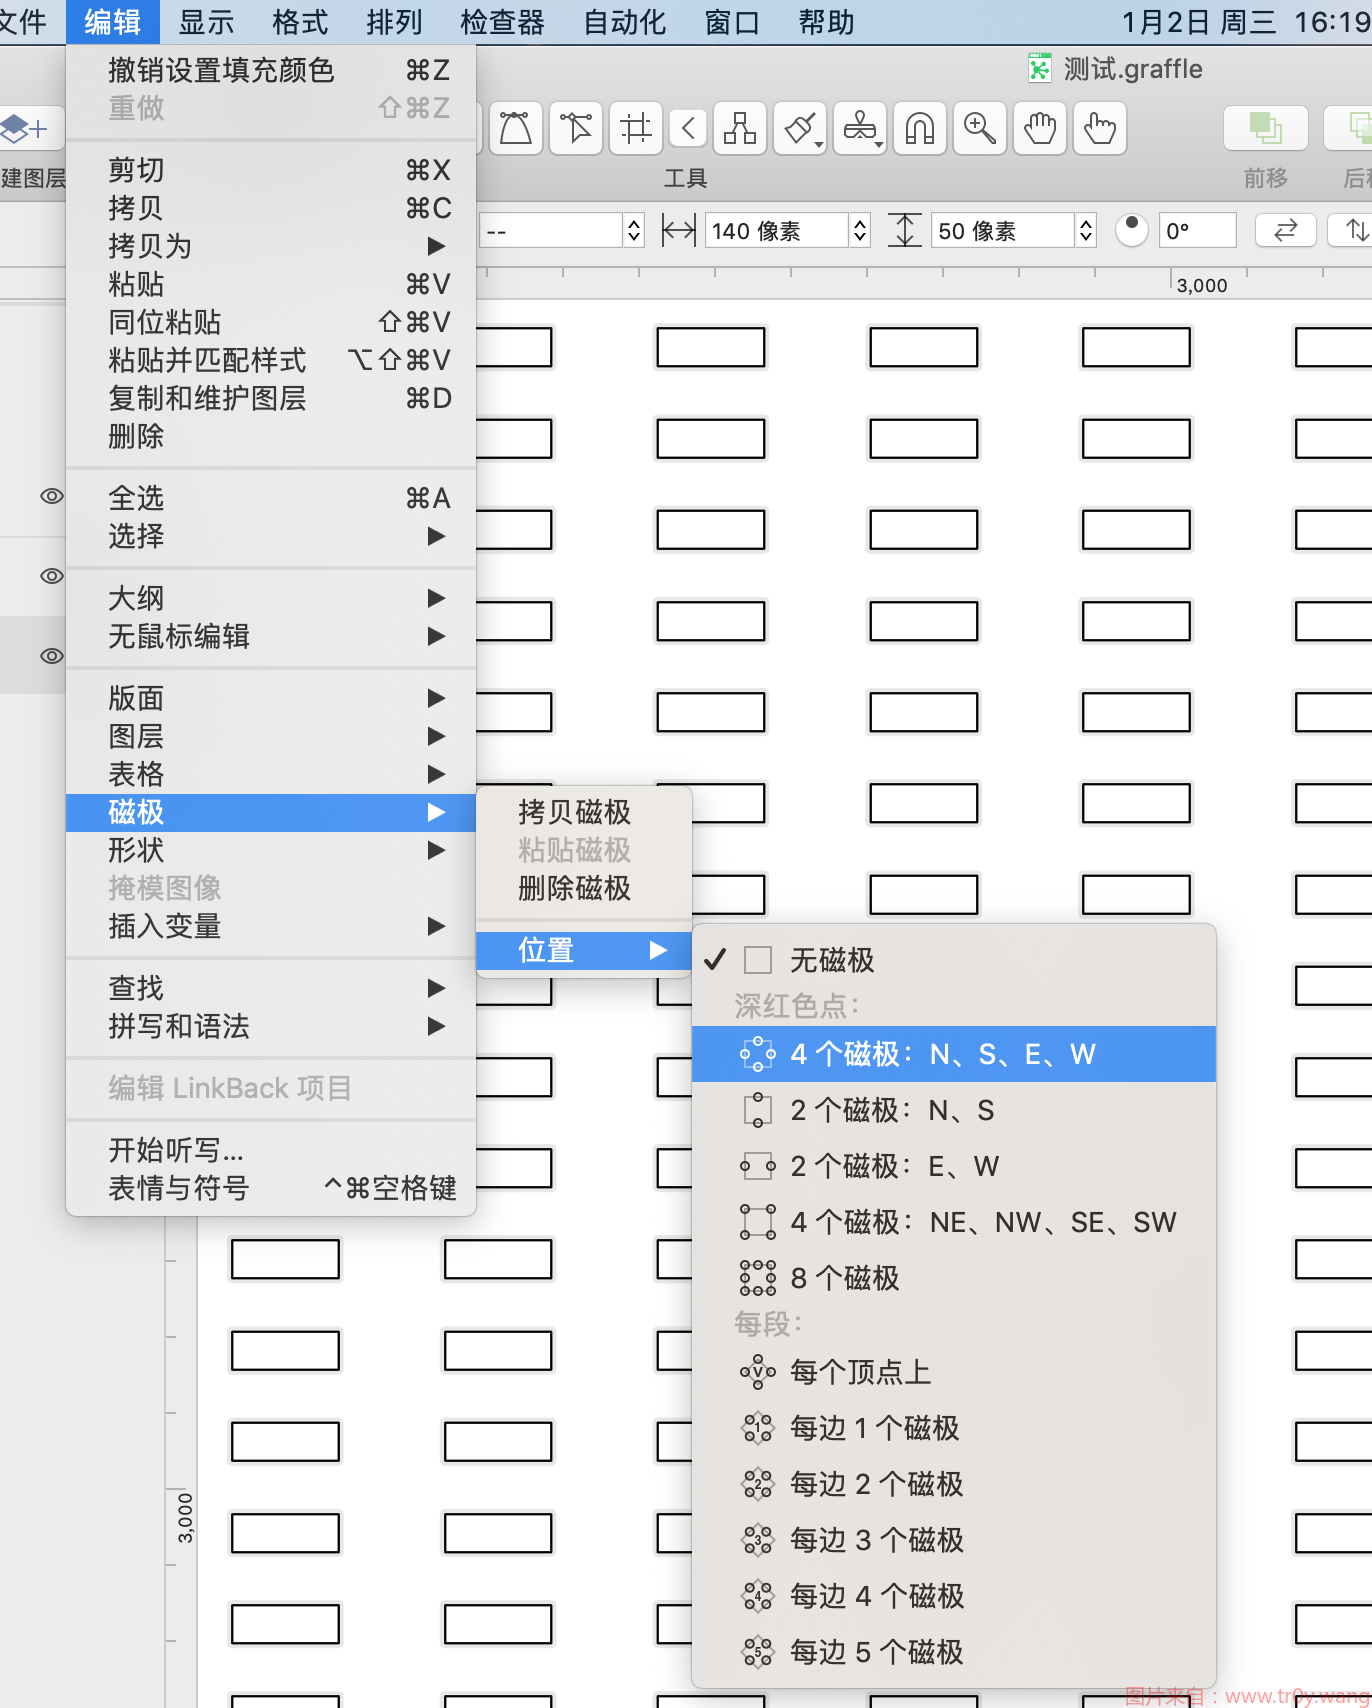 文件 编辑 显示 格式 排列 检查器 自动化 窗口 帮助 1月2日 周三 16:19
测试.graffle
建图层 工具 前移 后移
-- 140 像素 50 像素 0°
3,000
撤销设置填充颜色 ⌘Z
重做 ⇧⌘Z
剪切 ⌘X
拷贝 ⌘C
拷贝为 ▶
粘贴 ⌘V
同位粘贴 ⇧⌘V
粘贴并匹配样式 ⌥⇧⌘V
复制和维护图层 ⌘D
删除
全选 ⌘A
选择 ▶
大纲 ▶
无鼠标编辑 ▶
版面 ▶
图层 ▶
表格 ▶
磁极 ▶
形状 ▶
掩模图像
插入变量 ▶
查找 ▶
拼写和语法 ▶
编辑 LinkBack 项目
开始听写...
表情与符号 ^⌘空格键
拷贝磁极
粘贴磁极
删除磁极
位置 ▶
✓ 无磁极
深红色点：
4 个磁极：N、S、E、W
2 个磁极：N、S
2 个磁极：E、W
4 个磁极：NE、NW、SE、SW
8 个磁极
每段：
V 每个顶点上
1 每边 1 个磁极
2 每边 2 个磁极
3 每边 3 个磁极
4 每边 4 个磁极
5 每边 5 个磁极
3,000
图片来自：www.tr0y.wang